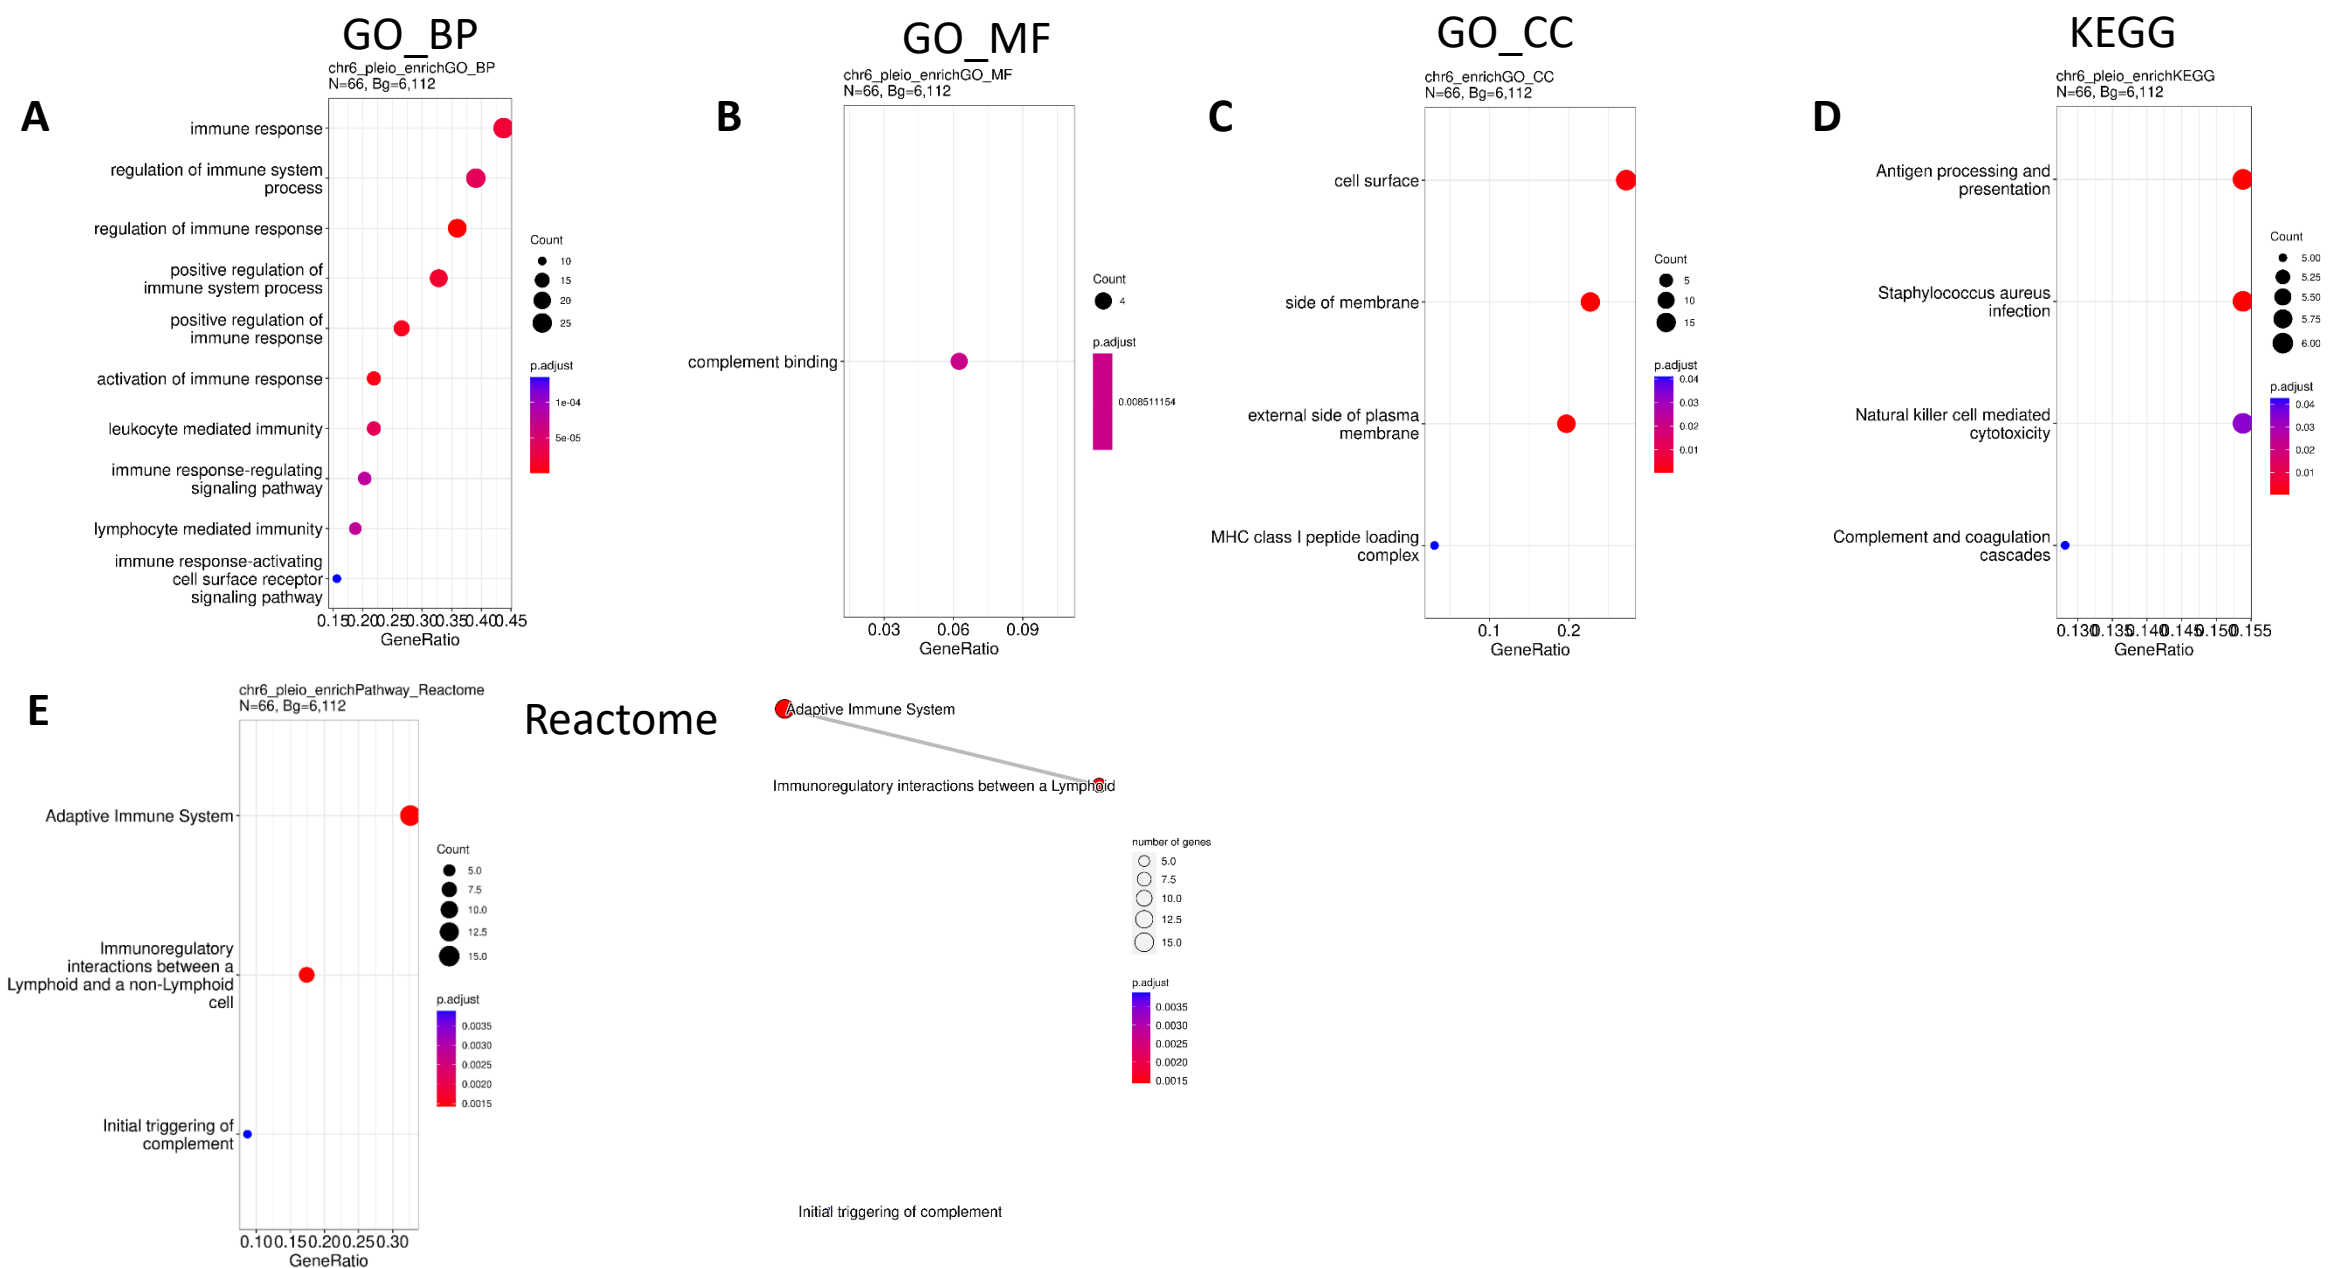 GO_BP
GO_MF
GO_CC
KEGG
A
chr6_pleio_enrichGO_BP
N=66, Bg=6,112
immune response
regulation of immune system
process
regulation of immune response
positive regulation of
immune system process
positive regulation of
immune response
activation of immune response
leukocyte mediated immunity
immune response-regulating
signaling pathway
lymphocyte mediated immunity
immune response-activating
cell surface receptor
signaling pathway
0.15 0.20 0.25 0.30 0.35 0.40 0.45
GeneRatio
Count
10
15
20
25
p.adjust
1e-04
5e-05
B
chr6_pleio_enrichGO_MF
N=66, Bg=6,112
complement binding
0.03 0.06 0.09
GeneRatio
Count
4
p.adjust
0.008511154
C
chr6_enrichGO_CC
N=66, Bg=6,112
cell surface
side of membrane
external side of plasma
membrane
MHC class I peptide loading
complex
0.1 0.2
GeneRatio
Count
5
10
15
p.adjust
0.04
0.03
0.02
0.01
D
chr6_pleio_enrichKEGG
N=66, Bg=6,112
Antigen processing and
presentation
Staphylococcus aureus
infection
Natural killer cell mediated
cytotoxicity
Complement and coagulation
cascades
0.130 0.135 0.140 0.145 0.150 0.155
GeneRatio
Count
5.00
5.25
5.50
5.75
6.00
p.adjust
0.04
0.03
0.02
0.01
E
chr6_pleio_enrichPathway_Reactome
N=66, Bg=6,112
Adaptive Immune System
Immunoregulatory
interactions between a
Lymphoid and a non-Lymphoid
cell
Initial triggering of
complement
0.10 0.15 0.20 0.25 0.30
GeneRatio
Count
5.0
7.5
10.0
12.5
15.0
p.adjust
0.0035
0.0030
0.0025
0.0020
0.0015
Reactome
Adaptive Immune System
Immunoregulatory interactions between a Lymphoid
Initial triggering of complement
number of genes
5.0
7.5
10.0
12.5
15.0
p.adjust
0.0035
0.0030
0.0025
0.0020
0.0015